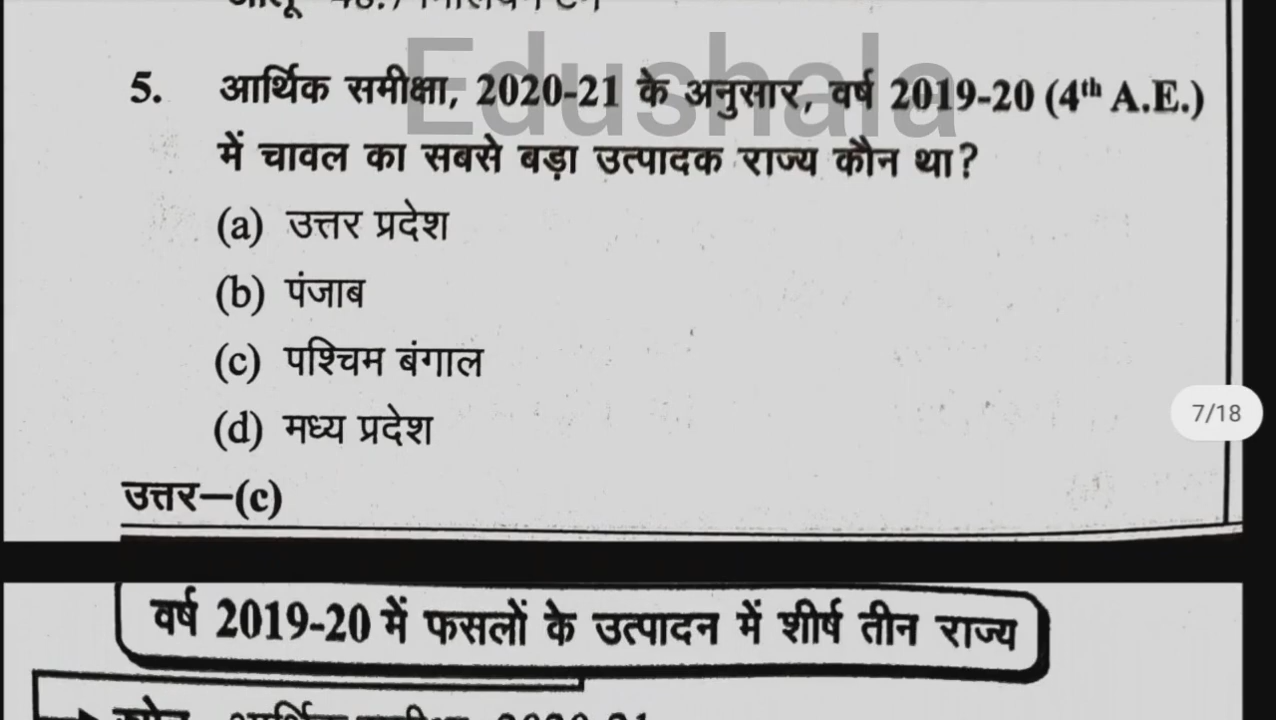 Edushala
5. आर्थिक समीक्षा, 2020-21 के अनुसार, वर्ष 2019-20 (4th A.E.)
में चावल का सबसे बड़ा उत्पादक राज्य कौन था?
(a) उत्तर प्रदेश
(b) पंजाब
(c) पश्चिम बंगाल
(d) मध्य प्रदेश
7/18
उत्तर—(c)
वर्ष 2019-20 में फसलों के उत्पादन में शीर्ष तीन राज्य